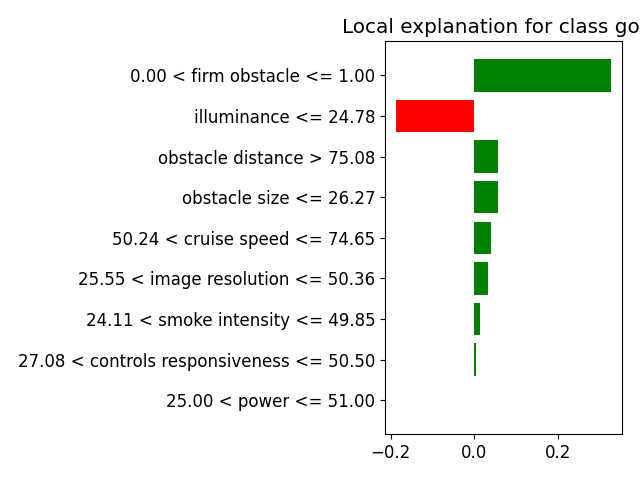 Local explanation for class go
0.00 < firm obstacle <= 1.00
illuminance <= 24.78
obstacle distance > 75.08
obstacle size <= 26.27
50.24 < cruise speed <= 74.65
25.55 < image resolution <= 50.36
24.11 < smoke intensity <= 49.85
27.08 < controls responsiveness <= 50.50
25.00 < power <= 51.00
−0.2 0.0 0.2